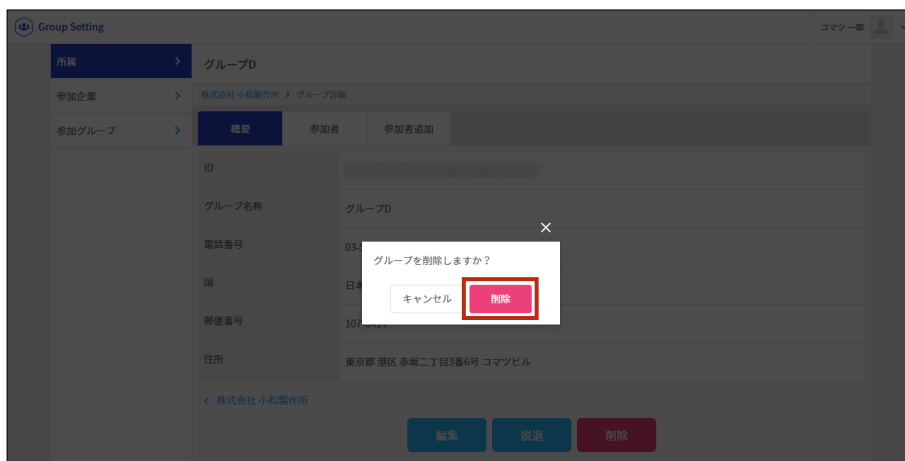 Group Setting
コマツ 一郎
所属
参加企業
参加グループ
グループD
株式会社 小松製作所 > グループ詳細
概要 参加者 参加者追加
ID
グループ名称 グループD
電話番号 03-
国 日本
郵便番号 107-
住所 東京都 港区 赤坂二丁目3番6号 コマツビル
グループを削除しますか？
キャンセル 削除
< 株式会社 小松製作所
編集 脱退 削除